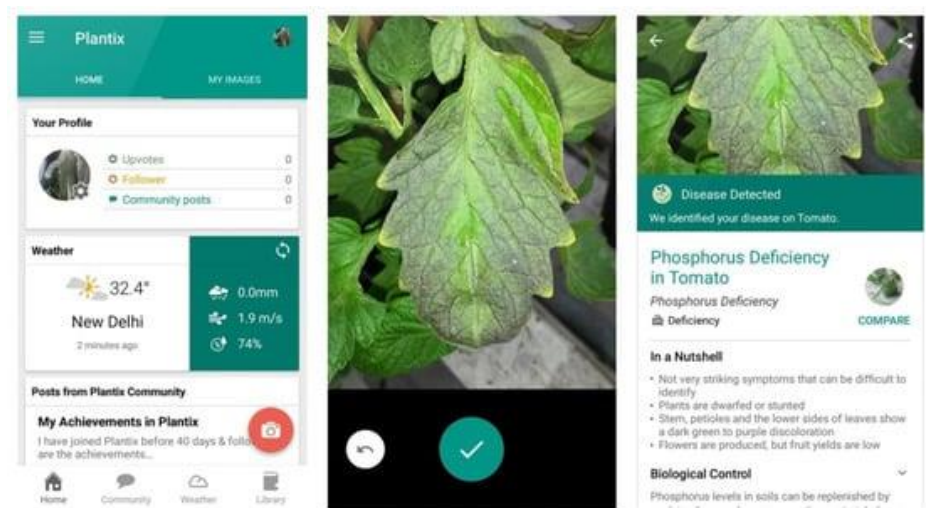 Plantix
HOME
MY IMAGES
Your Profile
Upvotes 0
Follower 0
Community posts 0
Weather
32.4°
New Delhi
2 minutes ago
0.0mm
1.9 m/s
74%
Posts from Plantix Community
My Achievements in Plantix
I have joined Plantix before 40 days &
are the achievements...
Home
Community
Weather
Library
Disease Detected
We identified your disease on Tomato.
Phosphorus Deficiency
in Tomato
Phosphorus Deficiency
Deficiency
COMPARE
In a Nutshell
• Not very striking symptoms that can be difficult to
identify
• Plants are dwarfed or stunted
• Stem, petioles and the lower sides of leaves show
a dark green to purple discoloration
• Flowers are produced, but fruit yields are low
Biological Control
Phosphorus levels in soils can be replenished by